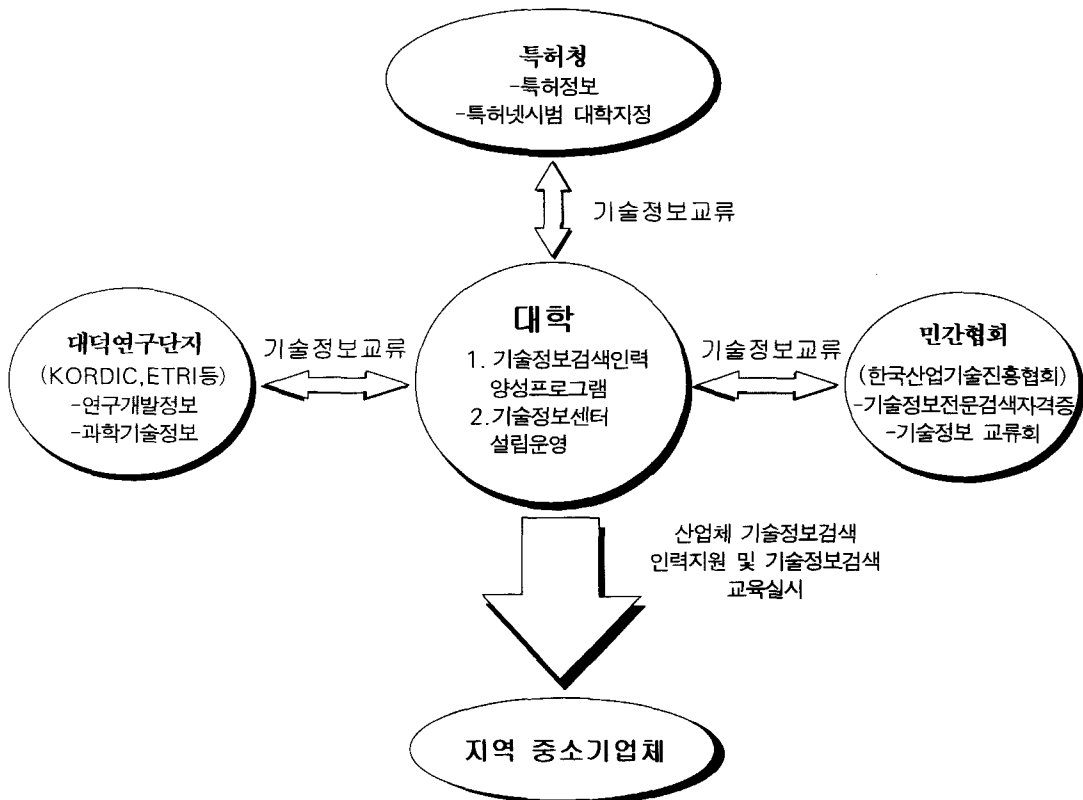 특허청
-특허정보
-특허넷시범 대학지정
기술정보교류
대덕연구단지
(KORDIC,ETRI등)
-연구개발정보
-과학기술정보
기술정보교류
대학
1. 기술정보검색인력
양성프로그램
2.기술정보센터
설립운영
기술정보교류
민간협회
(한국산업기술진흥협회)
-기술정보전문검색자격증
-기술정보 교류회
산업체 기술정보검색
인력지원 및 기술정보검색
교육실시
지역 중소기업체